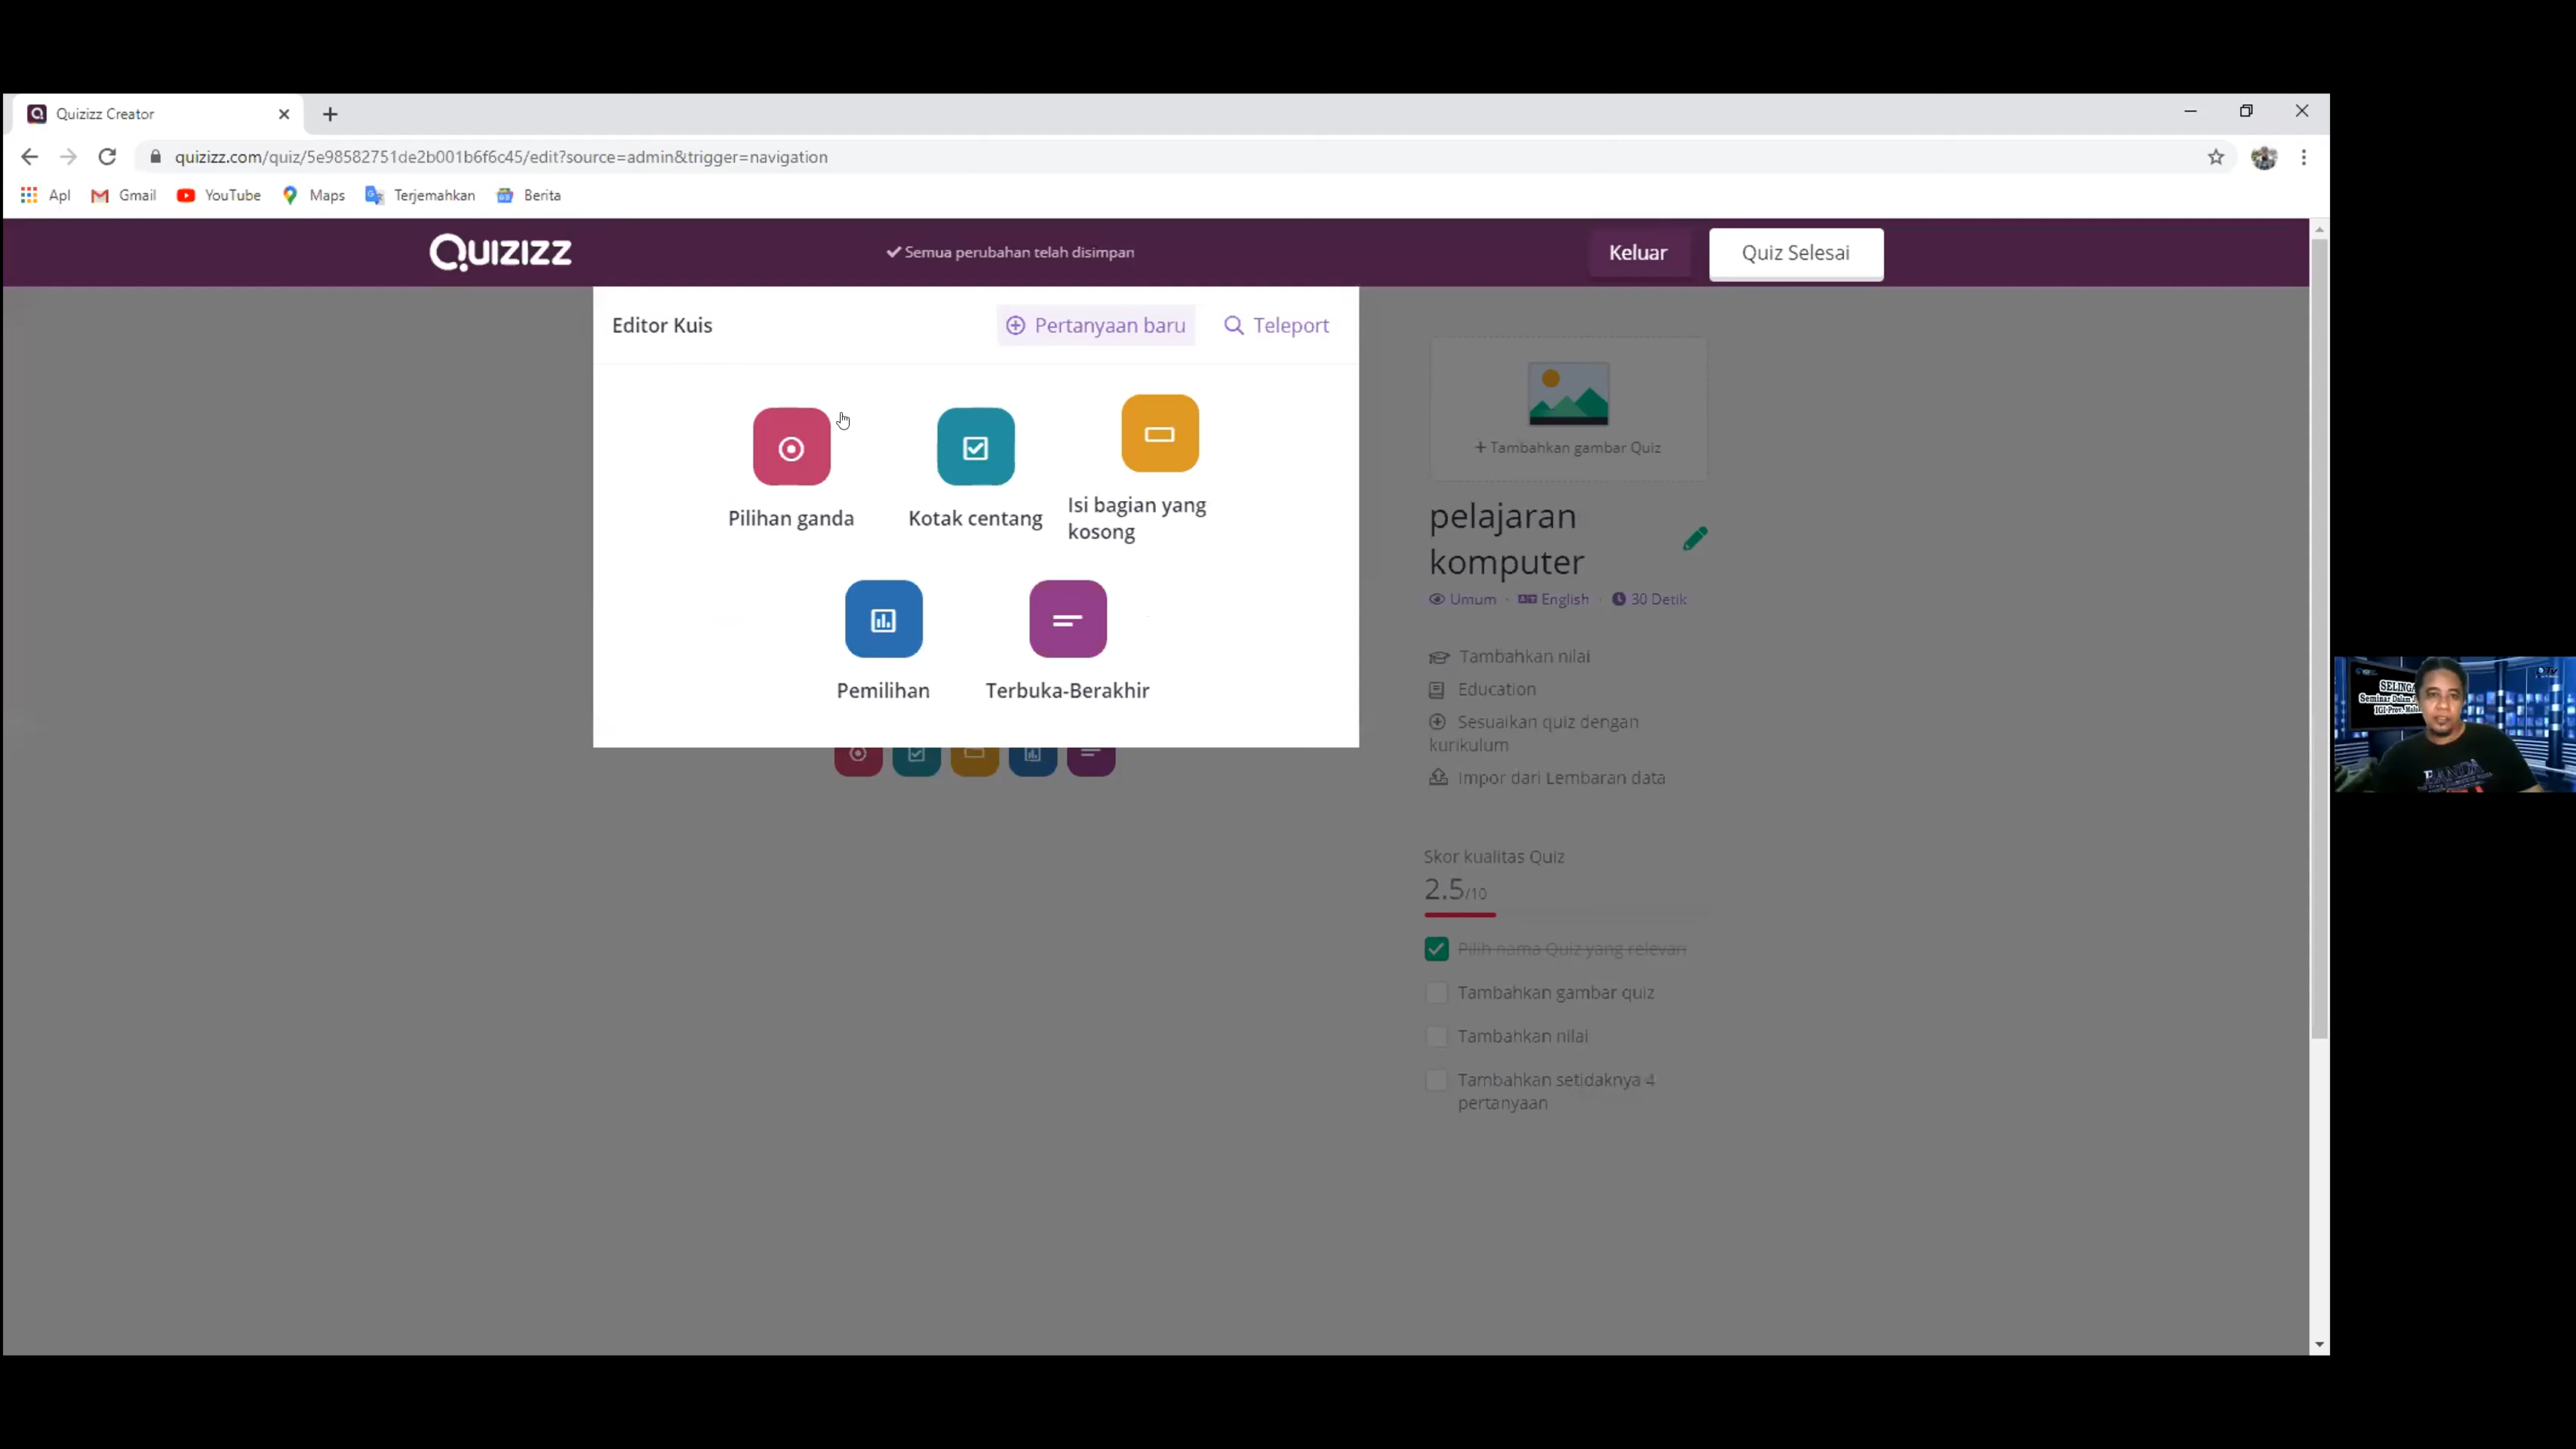 Quizizz Creator
quizizz.com/quiz/5e98582751de2b001b6f6c45/edit?source=admin&trigger=navigation
Apl
Gmail
YouTube
Maps
Terjemahkan
Berita
QUIZIZZ
Semua perubahan telah disimpan
Keluar
Quiz Selesai
Editor Kuis
Pertanyaan baru
Teleport
Pilihan ganda
Kotak centang
Isi bagian yang
kosong
Pemilihan
Terbuka-Berakhir
+ Tambahkan gambar Quiz
pelajaran
komputer
Umum · English · 30 Detik
Tambahkan nilai
Education
Sesuaikan quiz dengan
kurikulum
Impor dari Lembaran data
Skor kualitas Quiz
2.5/10
Pilih nama Quiz yang relevan
Tambahkan gambar quiz
Tambahkan nilai
Tambahkan setidaknya 4
pertanyaan
Seminar